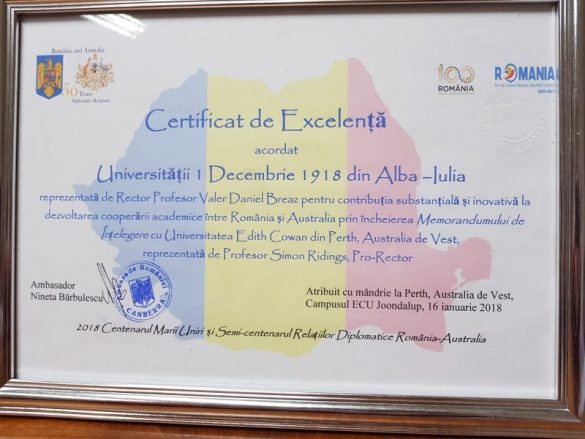 România and Australia
50 Years
Diplomatic Relations
100
ROMÂNIA
ROMANIA
Certificat de Excelență
acordat
Universității 1 Decembrie 1918 din Alba –Iulia
reprezentată de Rector Profesor Valer Daniel Breaz pentru contribuția substanțială și inovativă la
dezvoltarea cooperării academice între România și Australia prin încheierea Memorandumului de
Înțelegere cu Universitatea Edith Cowan din Perth, Australia de Vest,
reprezentată de Profesor Simon Ridings, Pro-Rector
Ambasador
Nineta Bărbulescu
Ambasada României
CANBERRA
Atribuit cu mândrie la Perth, Australia de Vest,
Campusul ECU Joondalup, 16 ianuarie 2018
2018 Centenarul Marii Uniri și Semi-centenarul Relațiilor Diplomatice România-Australia